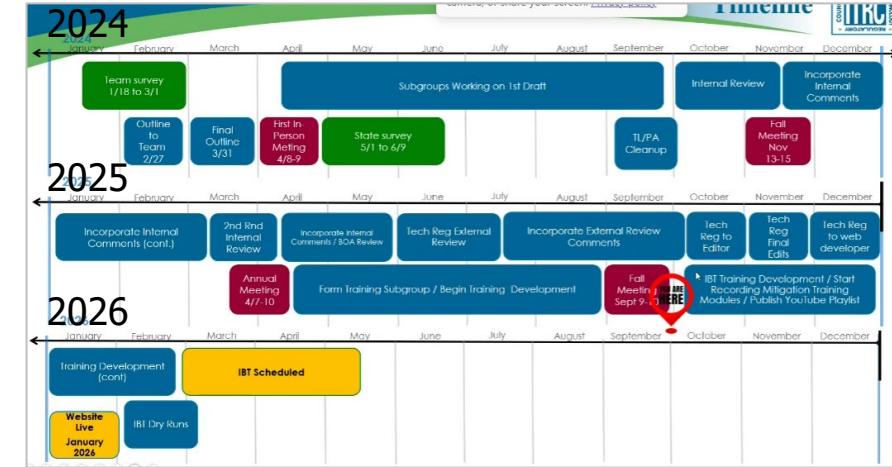 camera, or share your screen. Privacy policy
Timeline
ITRC
2024
2024
January February March April May June July August September October November December
Team survey
1/18 to 3/1
Subgroups Working on 1st Draft
Internal Review
Incorporate
Internal
Comments
Outline
to
Team
2/27
Final
Outline
3/31
First In-
Person
Meting
4/8-9
State survey
5/1 to 6/9
TL/PA
Cleanup
Fall
Meeting
Nov
13-15
2025
2025
January February March April May June July August September October November December
Incorporate Internal
Comments (cont.)
2nd Rnd
Internal
Review
Incorporate Internal
Comments / BOA Review
Tech Reg External
Review
Incorporate External Review
Comments
Tech
Reg to
Editor
Tech
Reg
Final
Edits
Tech Reg
to web
developer
Annual
Meeting
4/7-10
Form Training Subgroup / Begin Training Development
Fall
Meeting
Sept 9-
YOU ARE
HERE
IBT Training Development / Start
Recording Mitigation Training
Modules / Publish YouTube Playlist
2026
January February March April May June July August September October November December
Training Development
(cont)
IBT Scheduled
Website
Live
January
2026
IBT Dry Runs